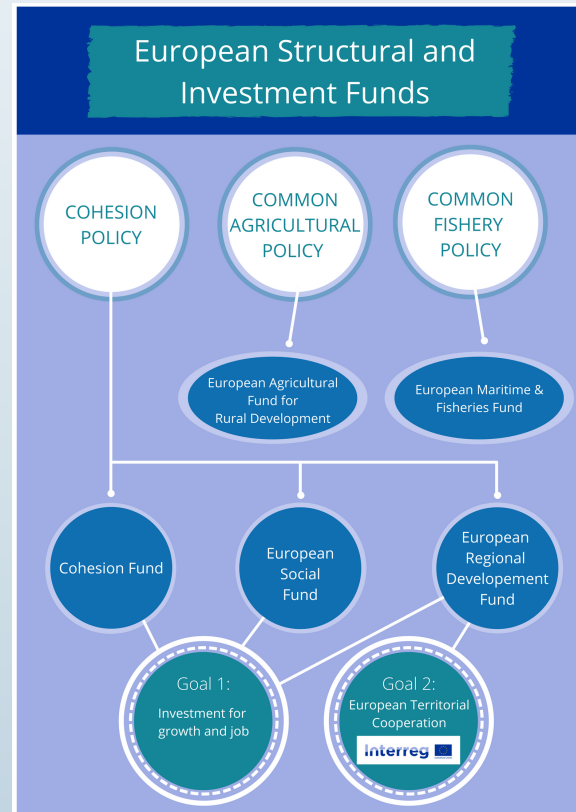 European Structural and
Investment Funds
COHESION
POLICY
COMMON
AGRICULTURAL
POLICY
COMMON
FISHERY
POLICY
European Agricultural
Fund for
Rural Development
European Maritime &
Fisheries Fund
Cohesion Fund
European
Social
Fund
European
Regional
Developement
Fund
Goal 1:
Investment for
growth and job
Goal 2:
European Territorial
Cooperation
Interreg